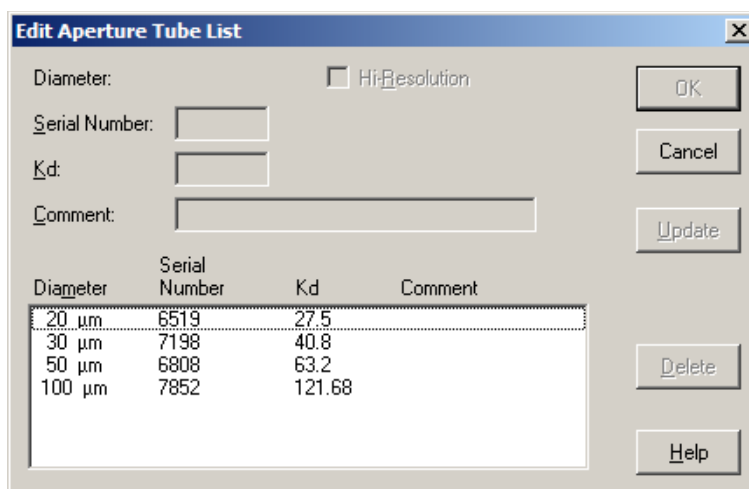 Edit Aperture Tube List
Diameter:
Hi-Resolution
OK
Serial Number:
Cancel
Kd:
Comment:
Update
Diameter Serial Number Kd Comment
20 µm 6519 27.5
30 µm 7198 40.8
50 µm 6808 63.2
100 µm 7852 121.68
Delete
Help